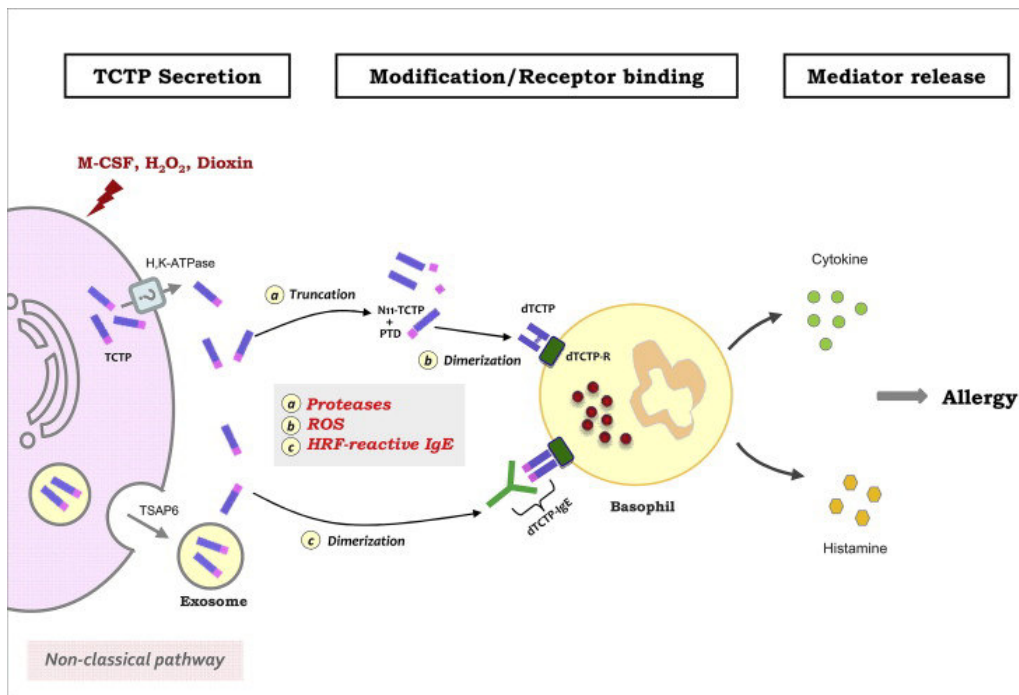 TCTP Secretion
Modification/Receptor binding
Mediator release
M-CSF, H₂O₂, Dioxin
H,K-ATPase
?
TCTP
a Truncation
N11-TCTP
+
PTD
b Dimerization
dTCTP
dTCTP-R
a Proteases
b ROS
c HRF-reactive IgE
Cytokine
Allergy
TSAP6
Exosome
c Dimerization
dTCTP-IgE
Basophil
Histamine
Non-classical pathway